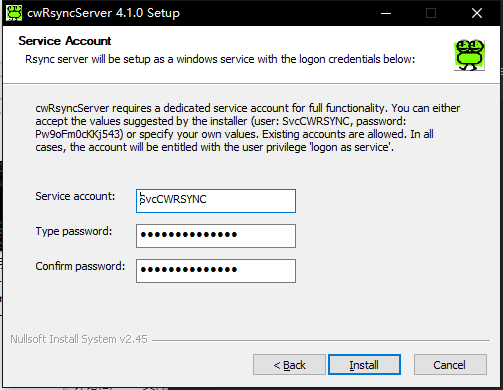 cwRsyncServer 4.1.0 Setup
Service Account
Rsync server will be setup as a windows service with the logon credentials below:
cwRsyncServer requires a dedicated service account for full functionality. You can either
accept the values suggested by the installer (user: SvcCWRSYNC, password:
Pw9oFm0cKKj543) or specify your own values. Existing accounts are allowed. In all
cases, the account will be entitled with the user privilege 'logon as service'.
Service account: SvcCWRSYNC
Type password: ●●●●●●●●●●●●●●
Confirm password: ●●●●●●●●●●●●●●
Nullsoft Install System v2.45
< Back Install Cancel